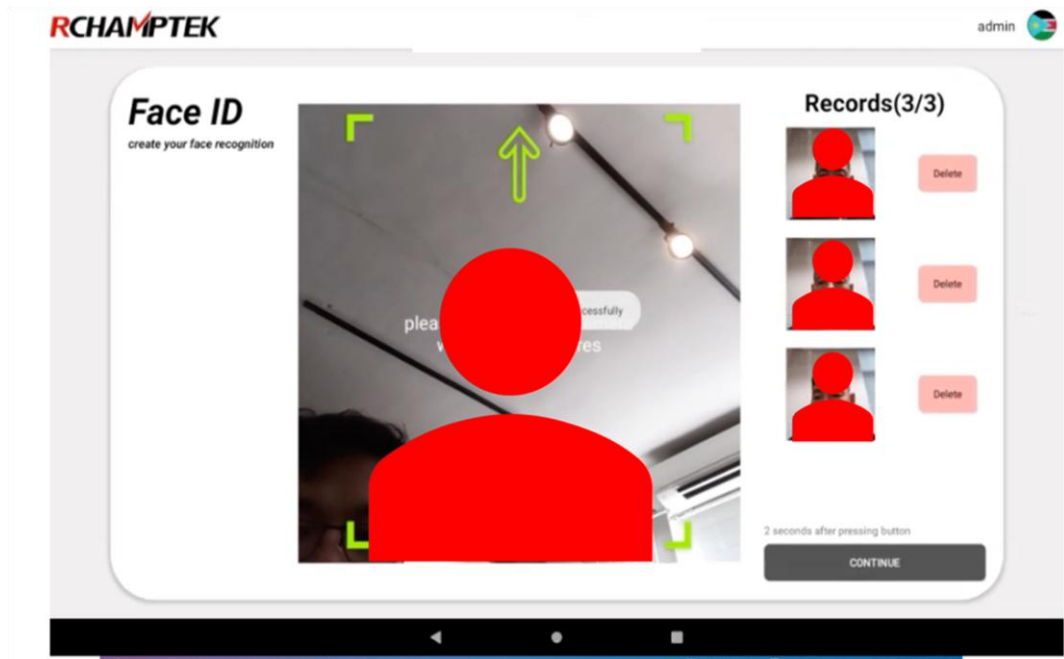 RCHAMPTEK
admin
Face ID
create your face recognition
Records(3/3)
Delete
Delete
Delete
2 seconds after pressing button
CONTINUE